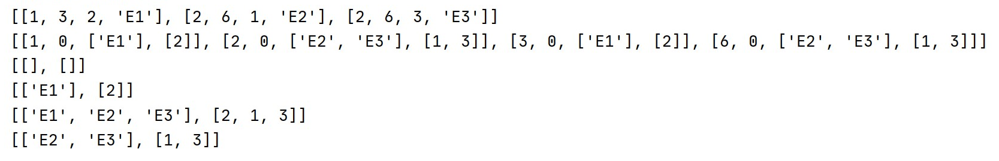 [[1, 3, 2, 'E1'], [2, 6, 1, 'E2'], [2, 6, 3, 'E3']]
[[1, 0, ['E1'], [2]], [2, 0, ['E2', 'E3'], [1, 3]], [3, 0, ['E1'], [2]], [6, 0, ['E2', 'E3'], [1, 3]]]
[[], []]
[['E1'], [2]]
[['E1', 'E2', 'E3'], [2, 1, 3]]
[['E2', 'E3'], [1, 3]]